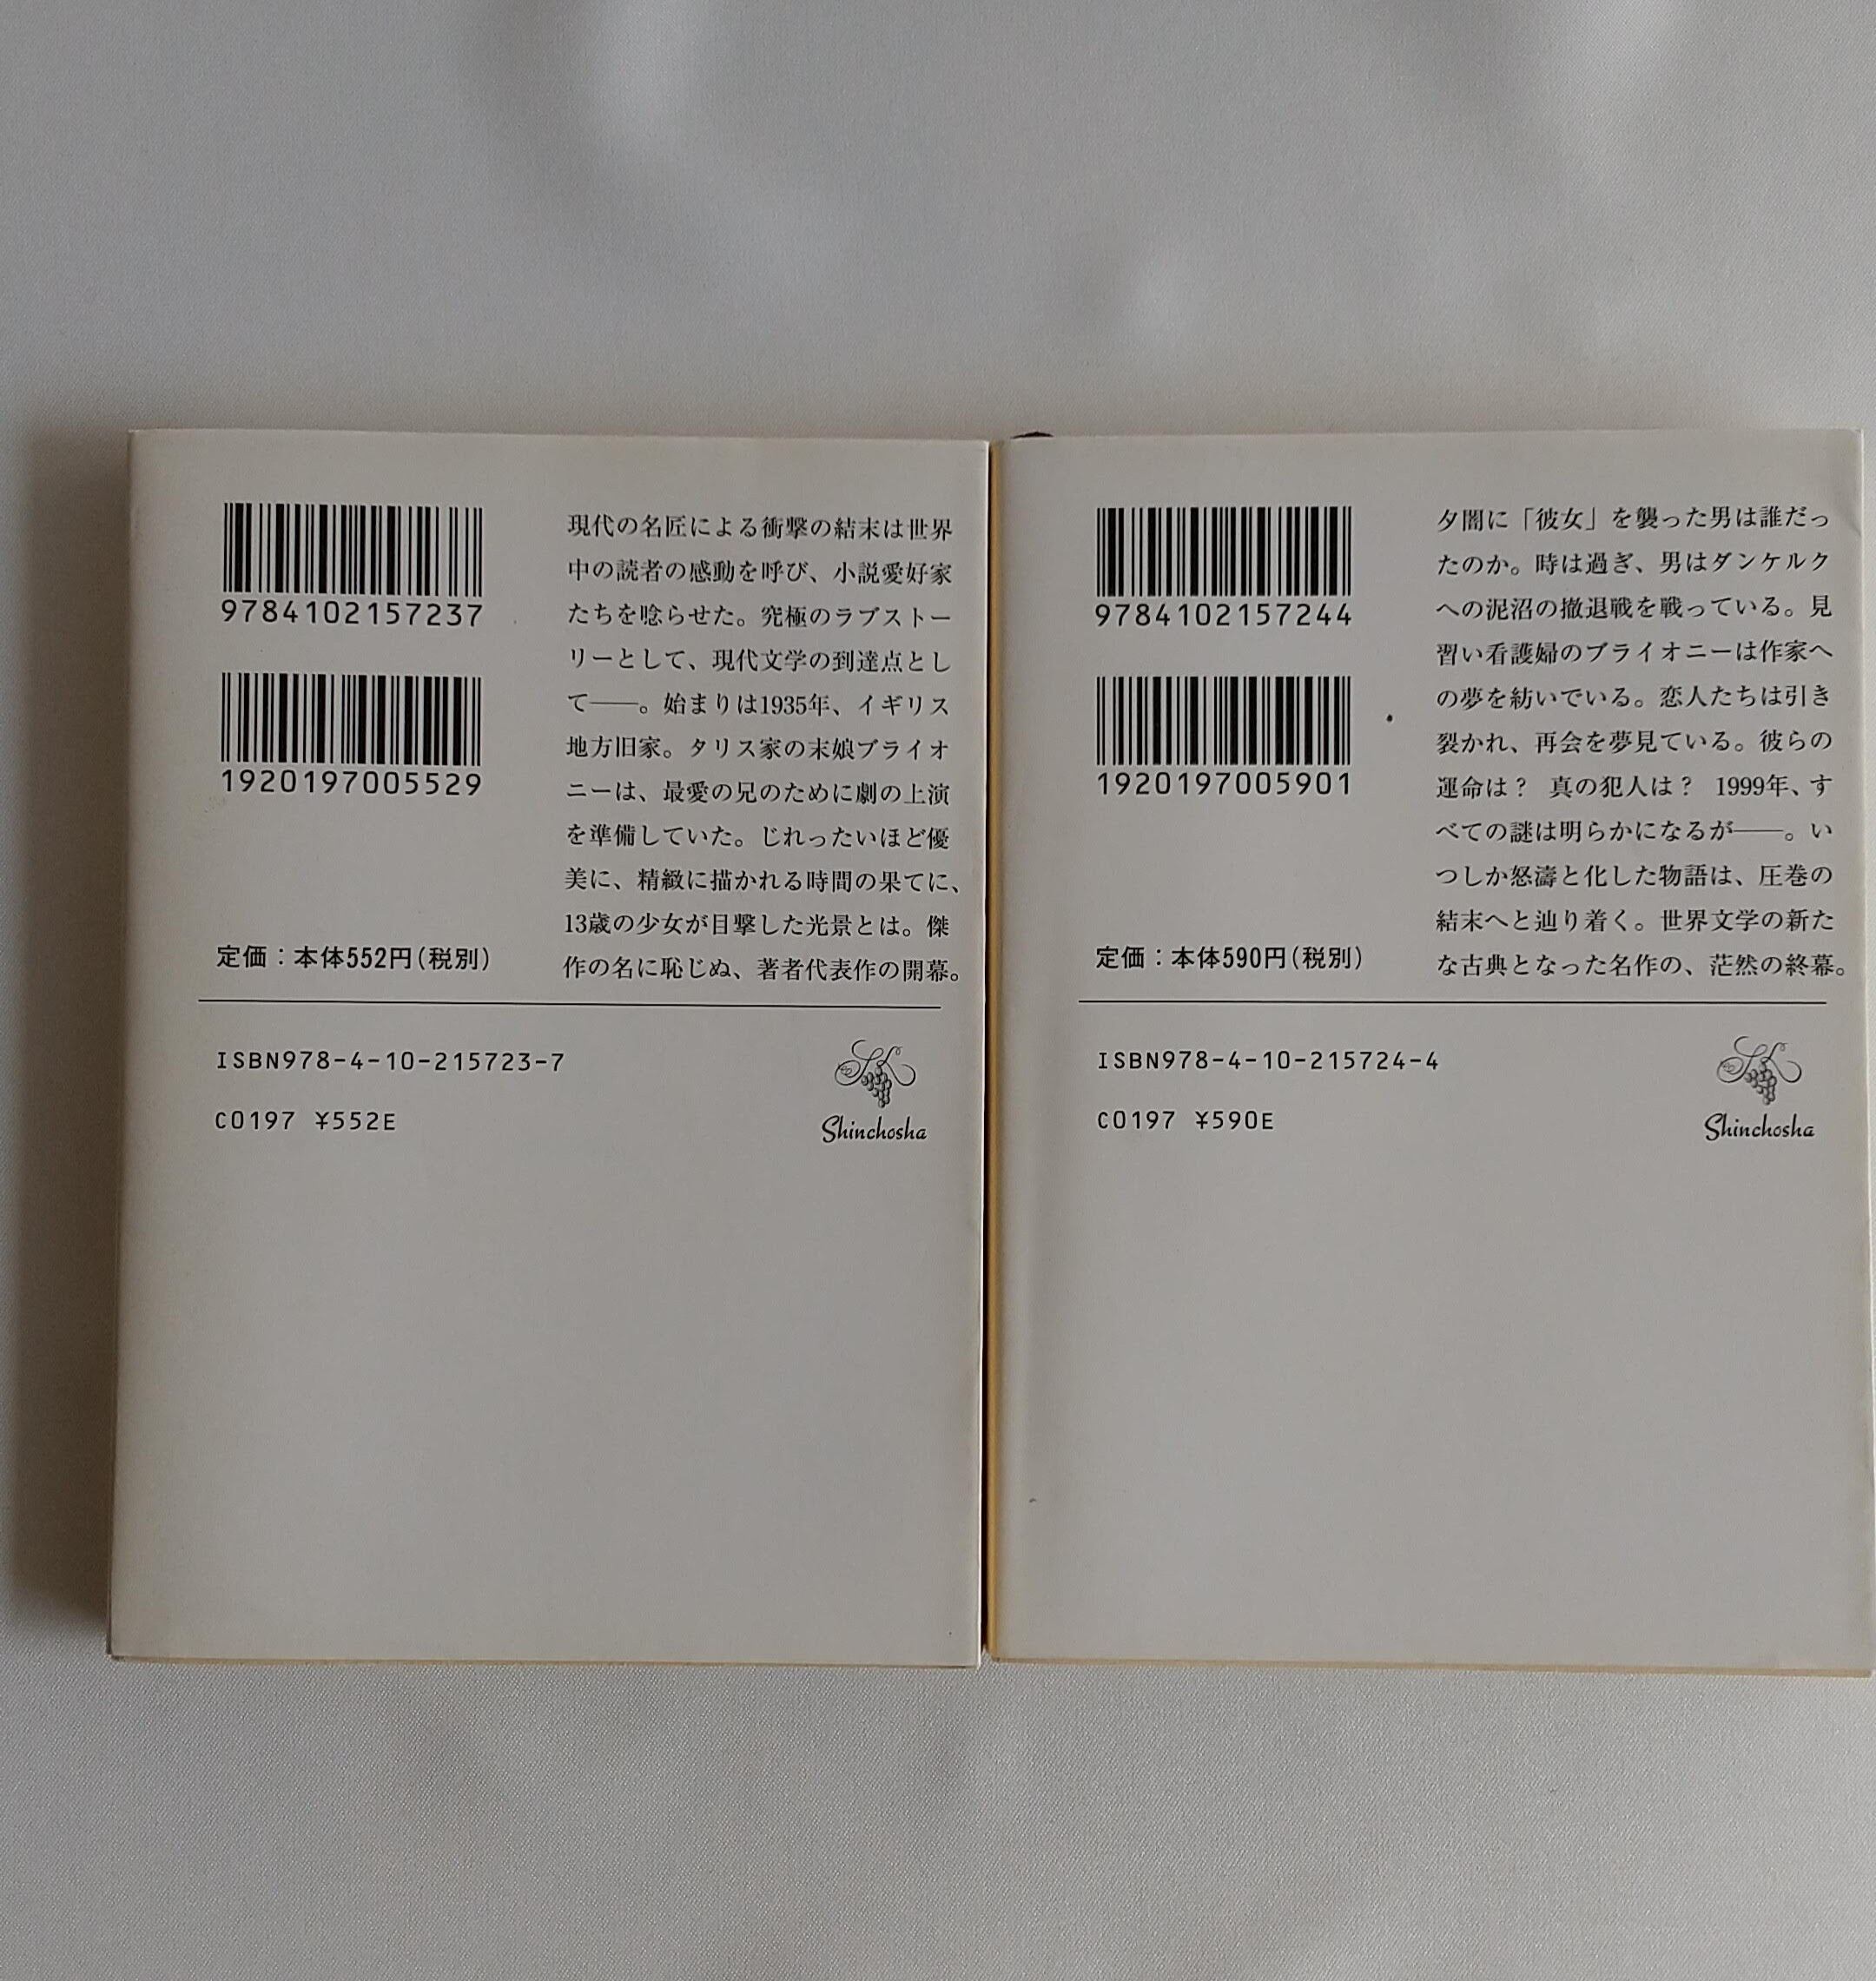 9784102157237
1920197005529
定価：本体552円（税別）
現代の名匠による衝撃の結末は世界
中の読者の感動を呼び、小説愛好家
たちを唸らせた。究極のラブストー
リーとして、現代文学の到達点とし
て――。始まりは1935年、イギリス
地方旧家。タリス家の末娘ブライオ
ニーは、最愛の兄のために劇の上演
を準備していた。じれったいほど優
美に、精緻に描かれる時間の果てに、
13歳の少女が目撃した光景とは。傑
作の名に恥じぬ、著者代表作の開幕。
ISBN978-4-10-215723-7
C0197 ¥552E
Shinchosha
9784102157244
1920197005901
定価：本体590円（税別）
夕闇に「彼女」を襲った男は誰だっ
たのか。時は過ぎ、男はダンケルク
への泥沼の撤退戦を戦っている。見
習い看護婦のブライオニーは作家へ
の夢を紡いでいる。恋人たちは引き
裂かれ、再会を夢見ている。彼らの
運命は？ 真の犯人は？ 1999年、す
べての謎は明らかになるが――。い
つしか怒濤と化した物語は、圧巻の
結末へと辿り着く。世界文学の新た
な古典となった名作の、茫然の終幕。
ISBN978-4-10-215724-4
C0197 ¥590E
Shinchosha